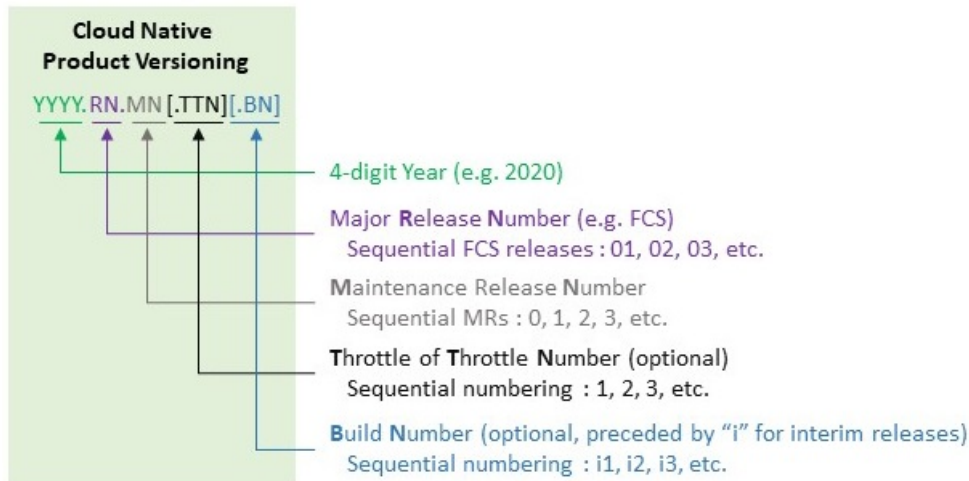 Cloud Native
Product Versioning
YYYY.RN.MN[.TTN][.BN]
4-digit Year (e.g. 2020)
Major Release Number (e.g. FCS)
Sequential FCS releases : 01, 02, 03, etc.
Maintenance Release Number
Sequential MRs : 0, 1, 2, 3, etc.
Throttle of Throttle Number (optional)
Sequential numbering : 1, 2, 3, etc.
Build Number (optional, preceded by “i” for interim releases)
Sequential numbering : i1, i2, i3, etc.